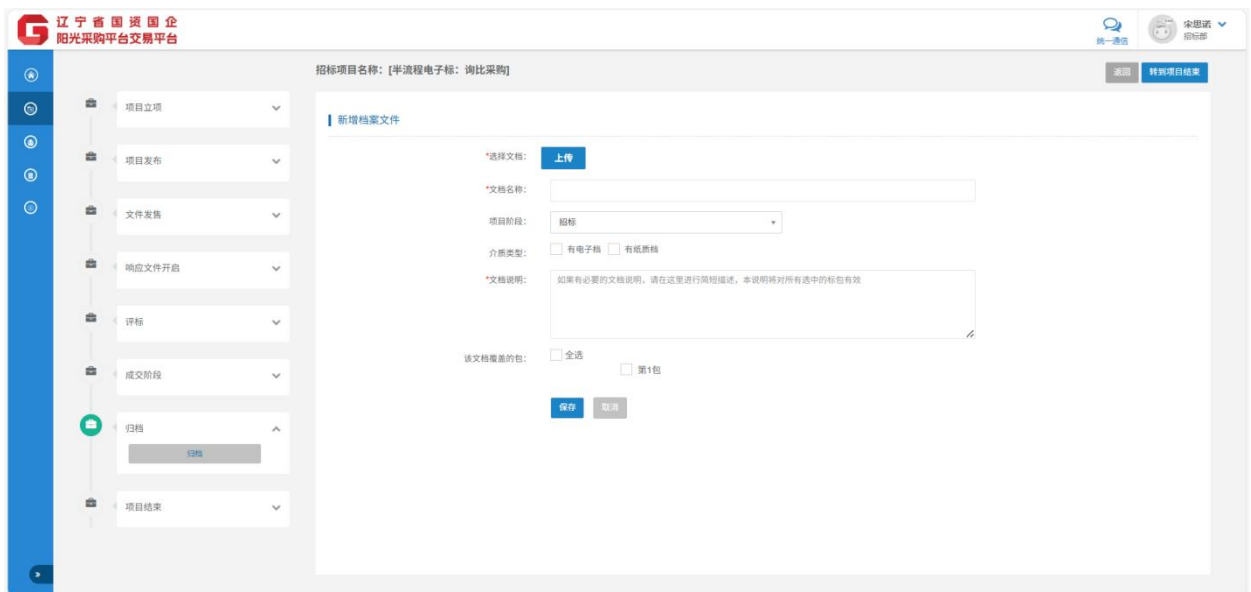 辽宁省国资国企
阳光采购平台交易平台
统一通信
宋思诺
招标部
招标项目名称：[半流程电子标：询比采购]
返回
转到项目结束
项目立项
项目发布
文件发售
响应文件开启
评标
成交阶段
归档
归档
项目结束
新增档案文件
*选择文档：
上传
*文档名称：
项目阶段：
招标
介质类型：
有电子档
有纸质档
*文档说明：
如果有必要的文档说明，请在这里进行简短描述，本说明将对所有选中的标包有效
该文档覆盖的包：
全选
第1包
保存
取消